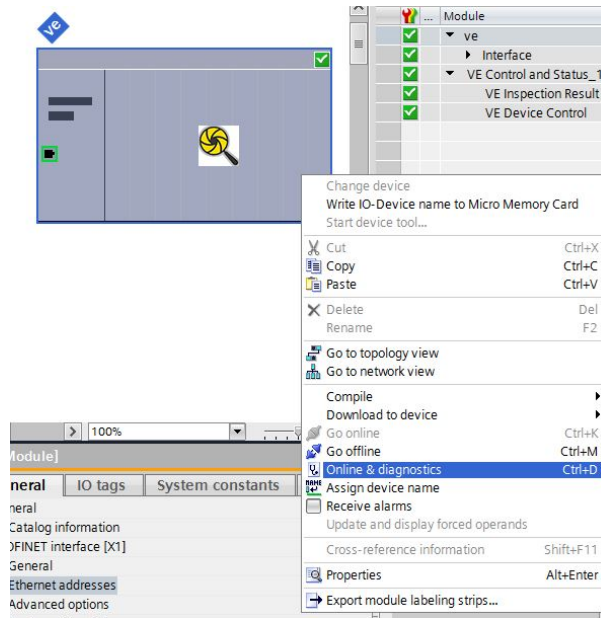 ve
Module
ve
Interface
VE Control and Status_1
VE Inspection Result
VE Device Control
Change device
Write IO-Device name to Micro Memory Card
Start device tool...
Cut Ctrl+X
Copy Ctrl+C
Paste Ctrl+V
Delete Del
Rename F2
Go to topology view
Go to network view
Compile
Download to device
Go online Ctrl+K
Go offline Ctrl+M
Online & diagnostics Ctrl+D
NAME Assign device name
Receive alarms
Update and display forced operands
Cross-reference information Shift+F11
Properties Alt+Enter
Export module labeling strips...
100%
Module]
neral IO tags System constants
neral
Catalog information
OFINET interface [X1]
General
Ethernet addresses
Advanced options